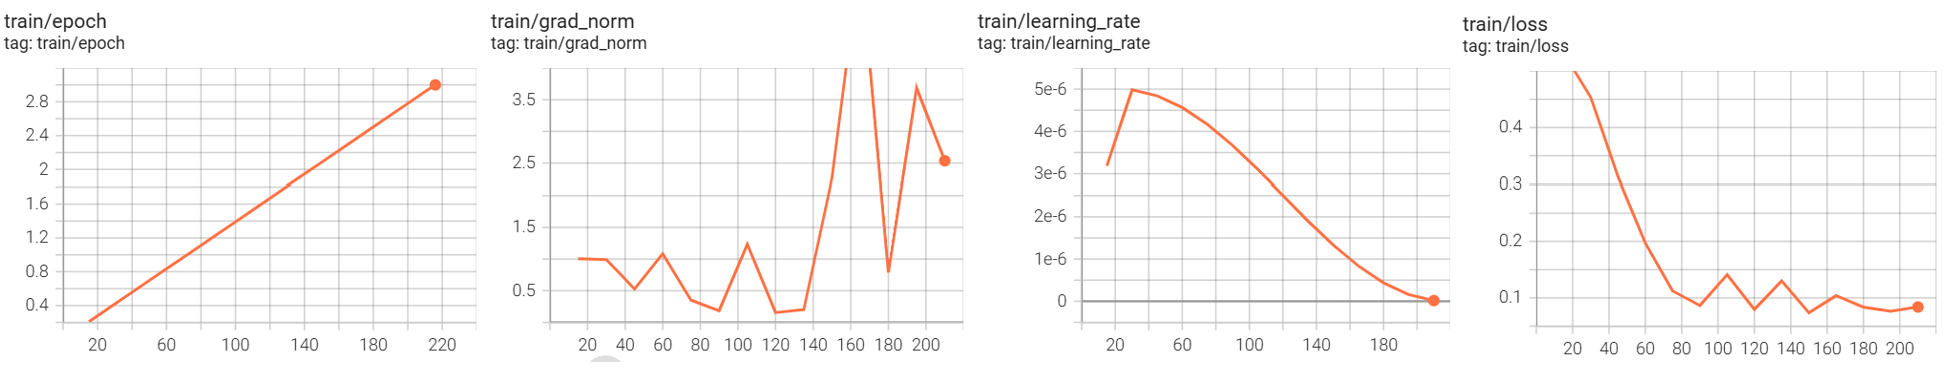 train/epoch
tag: train/epoch
2.8
2.4
2
1.6
1.2
0.8
0.4
20 60 100 140 180 220
train/grad_norm
tag: train/grad_norm
3.5
2.5
1.5
0.5
20 40 60 80 100 120 140 160 180 200
train/learning_rate
tag: train/learning_rate
5e-6
4e-6
3e-6
2e-6
1e-6
0
20 60 100 140 180
train/loss
tag: train/loss
0.4
0.3
0.2
0.1
20 40 60 80 100 120 140 160 180 200